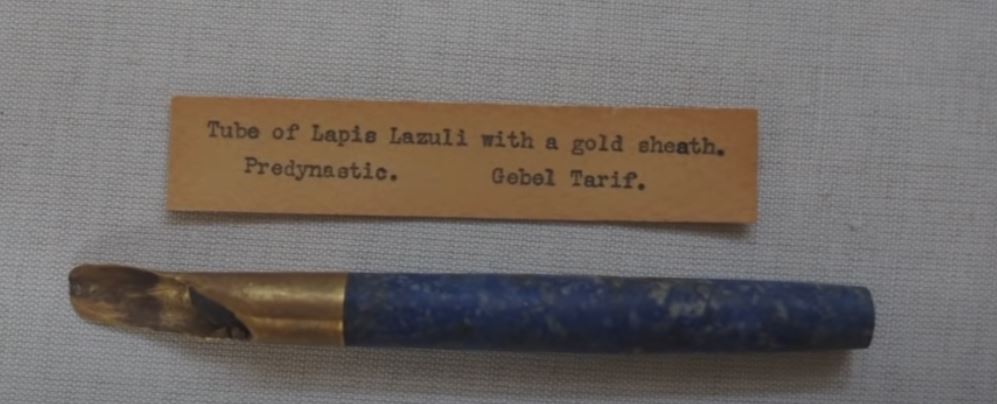 Tube of Lapis Lazuli with a gold sheath.
Predynastic. Gebel Tarif.